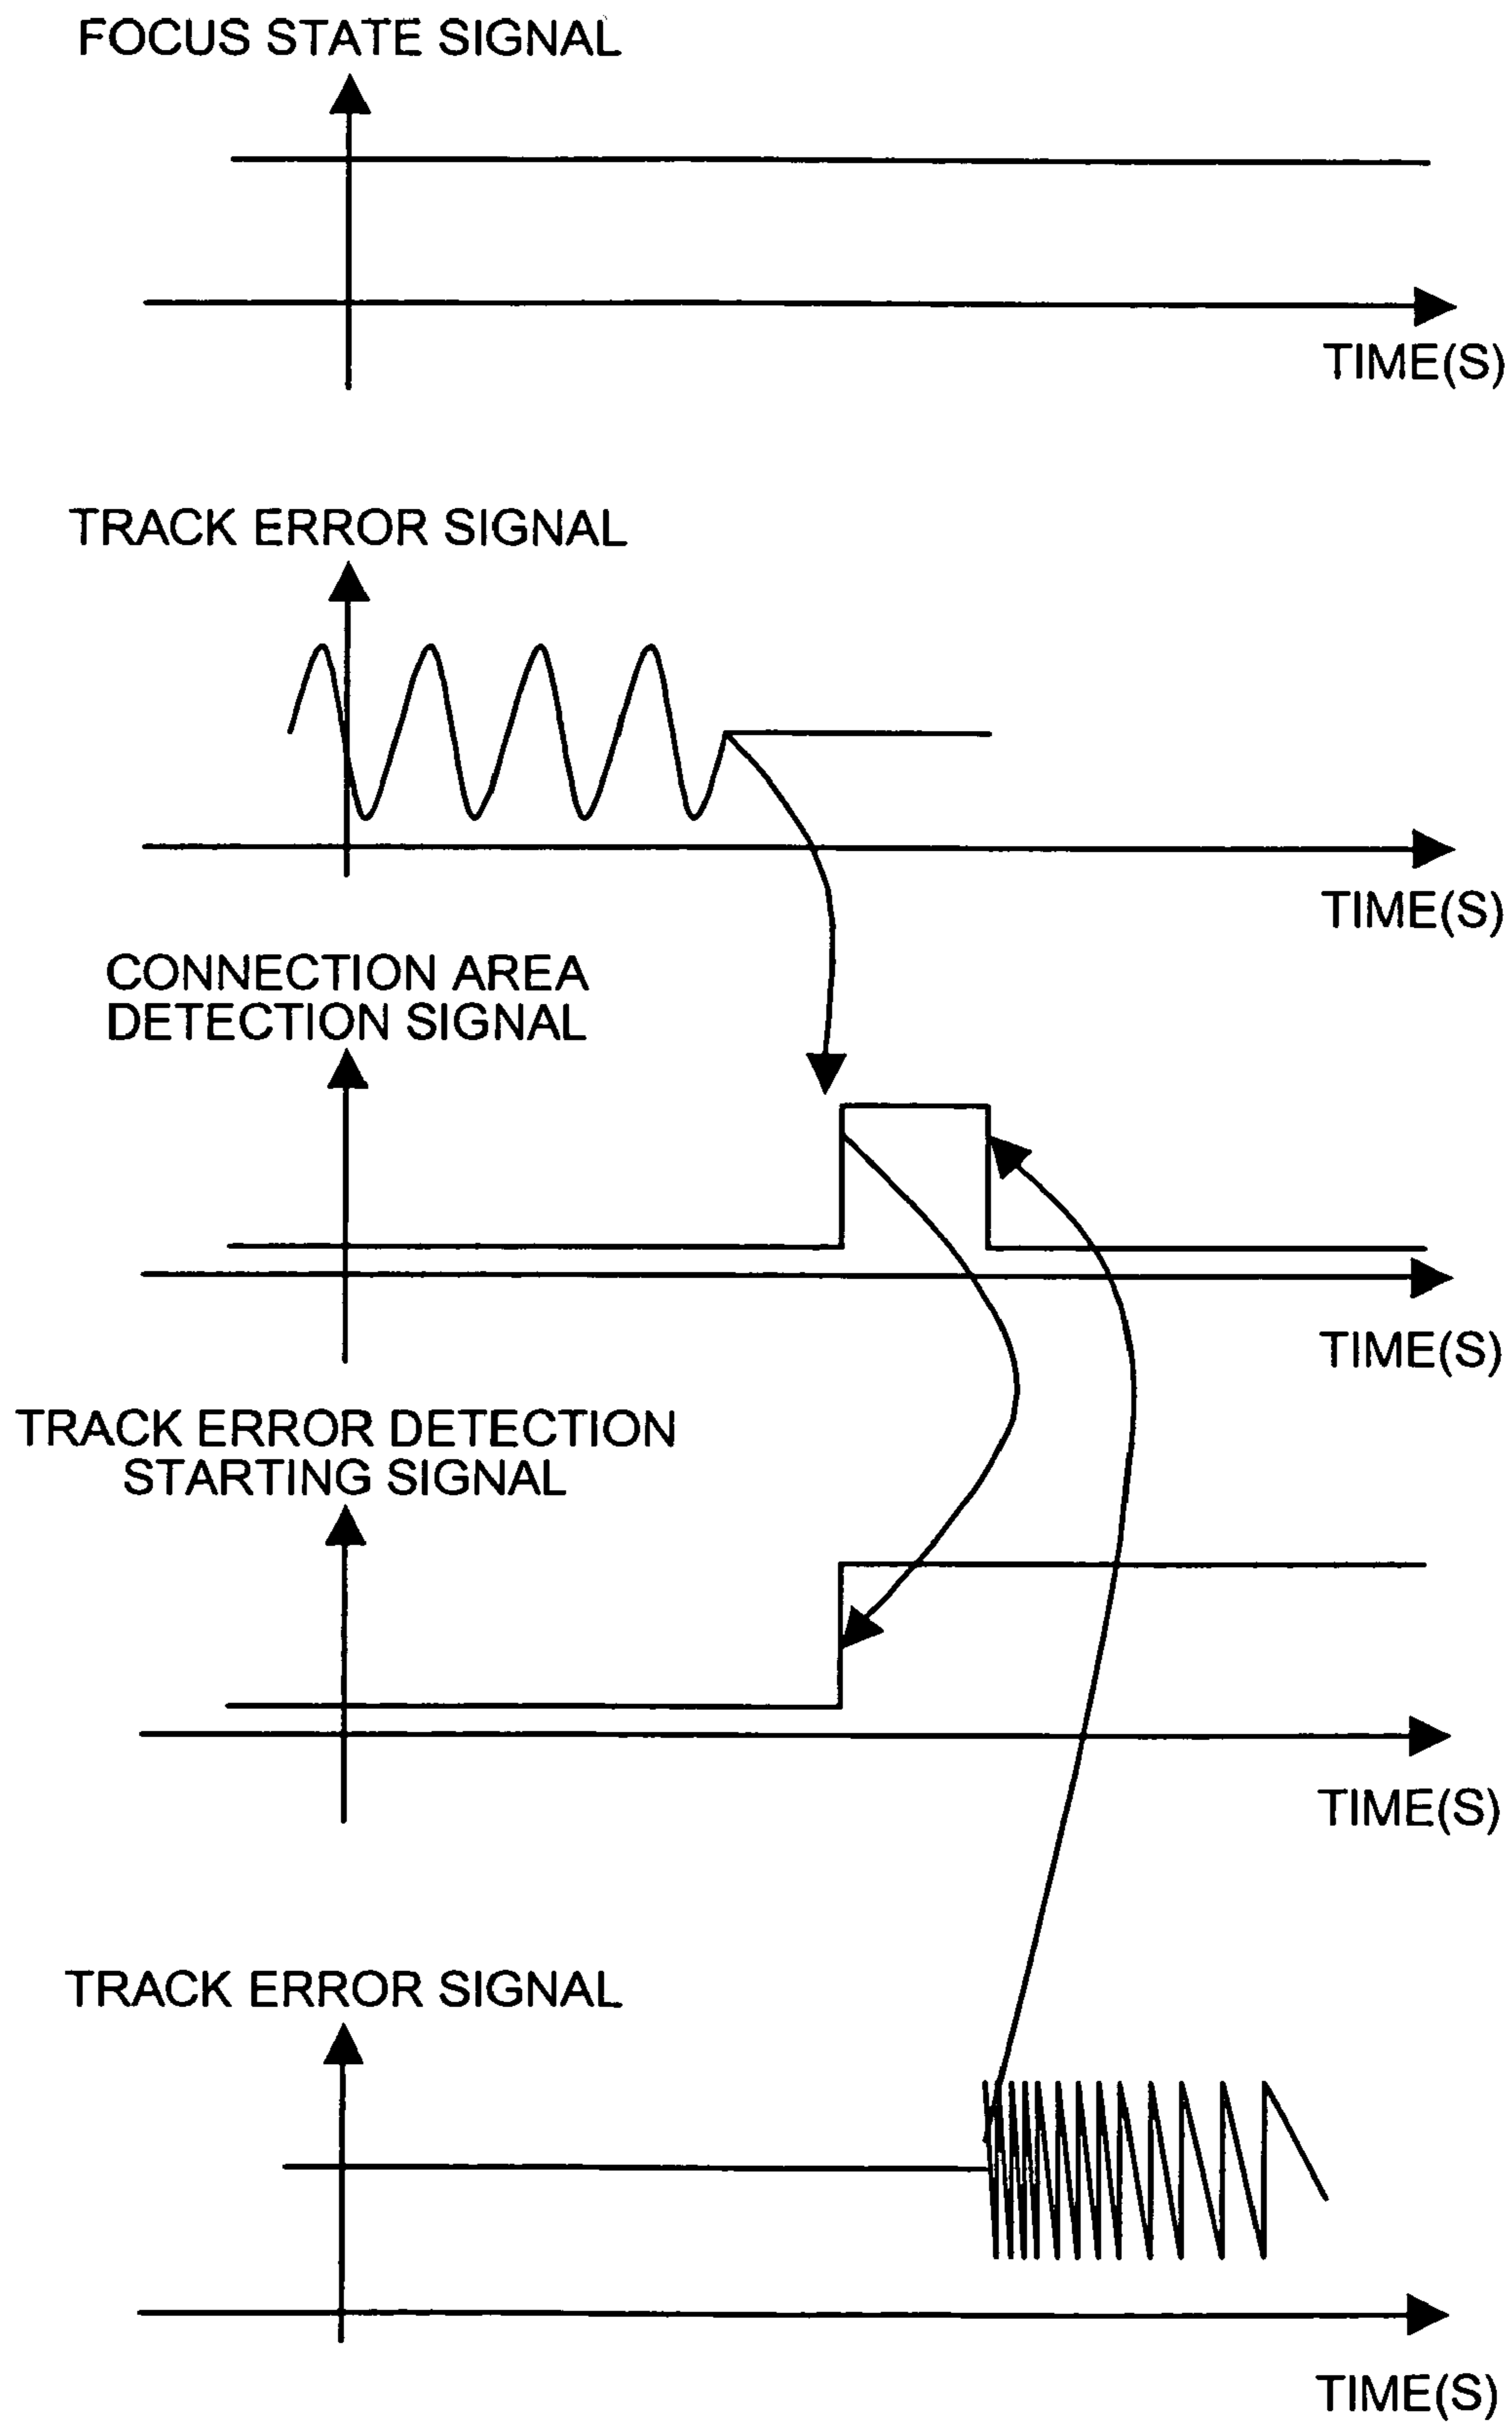 FOCUS STATE SIGNAL
TIME(S)
TRACK ERROR SIGNAL
TIME(S)
CONNECTION AREA
DETECTION SIGNAL
TIME(S)
TRACK ERROR DETECTION
STARTING SIGNAL
TIME(S)
TRACK ERROR SIGNAL
TIME(S)